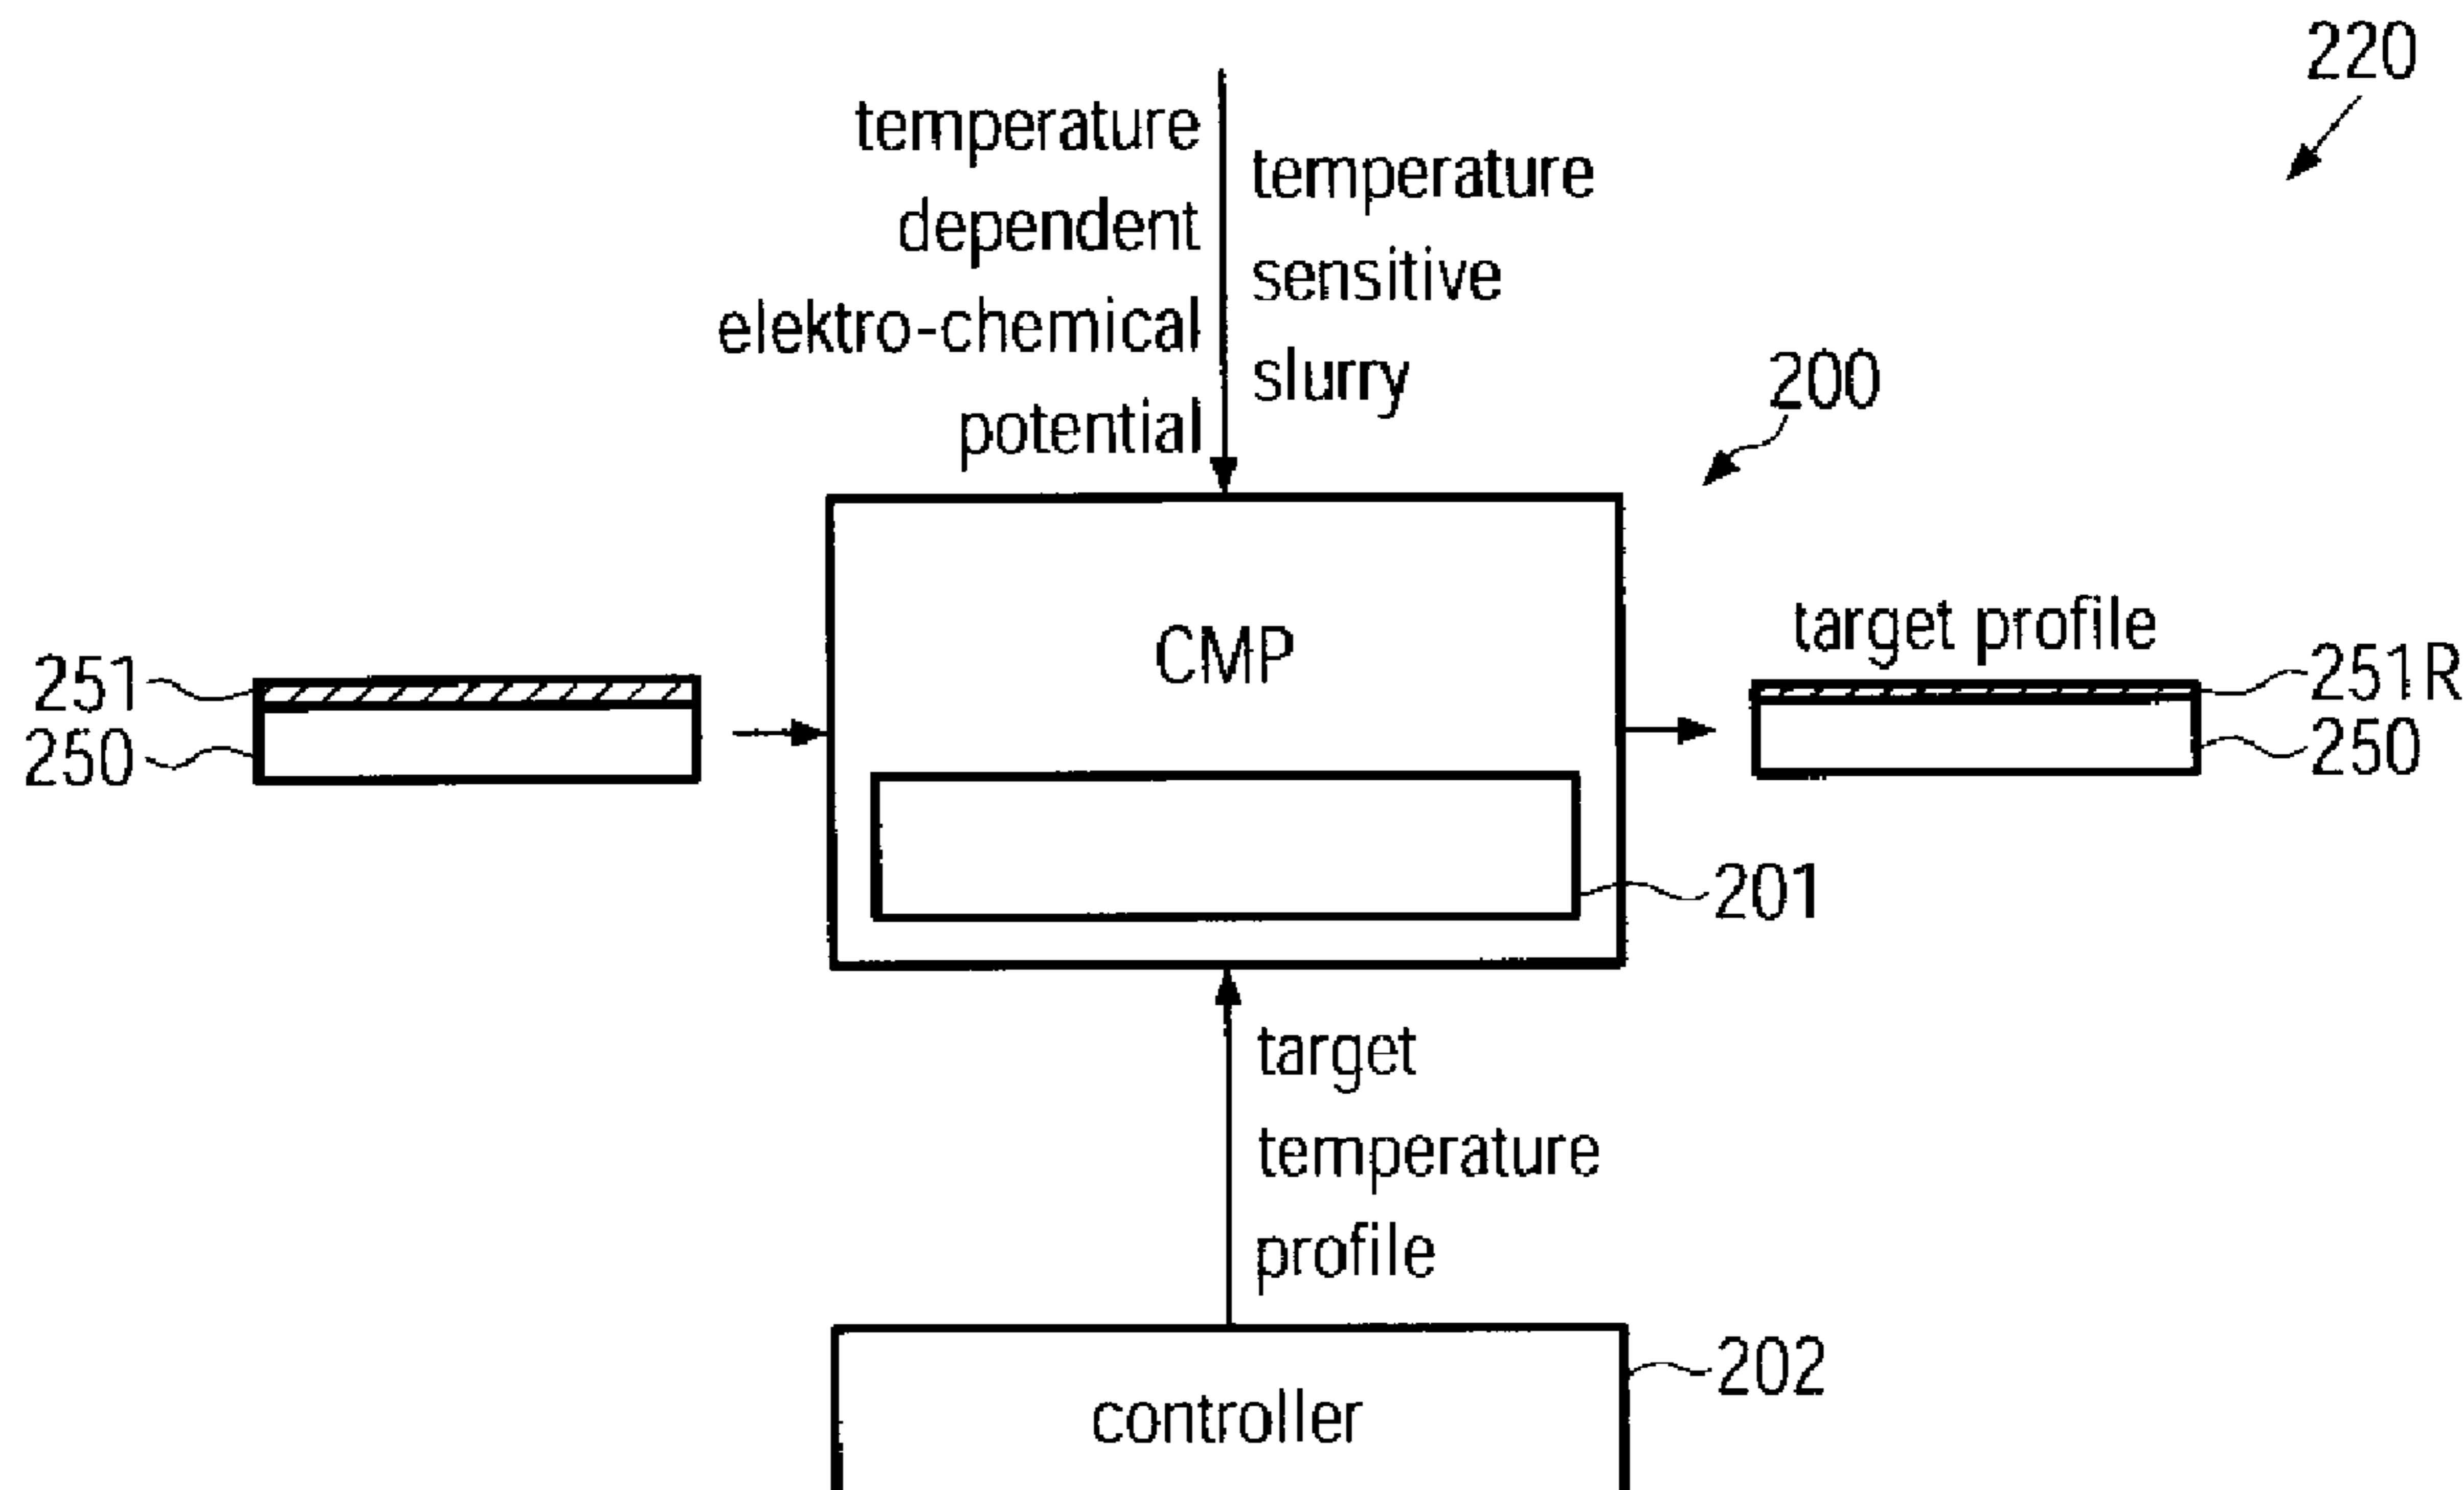 220
temperature
dependent
elektro-chemical
potential
temperature
sensitive
slurry
200
CMP
target profile
251
250
251R
250
201
target
temperature
profile
202
controller